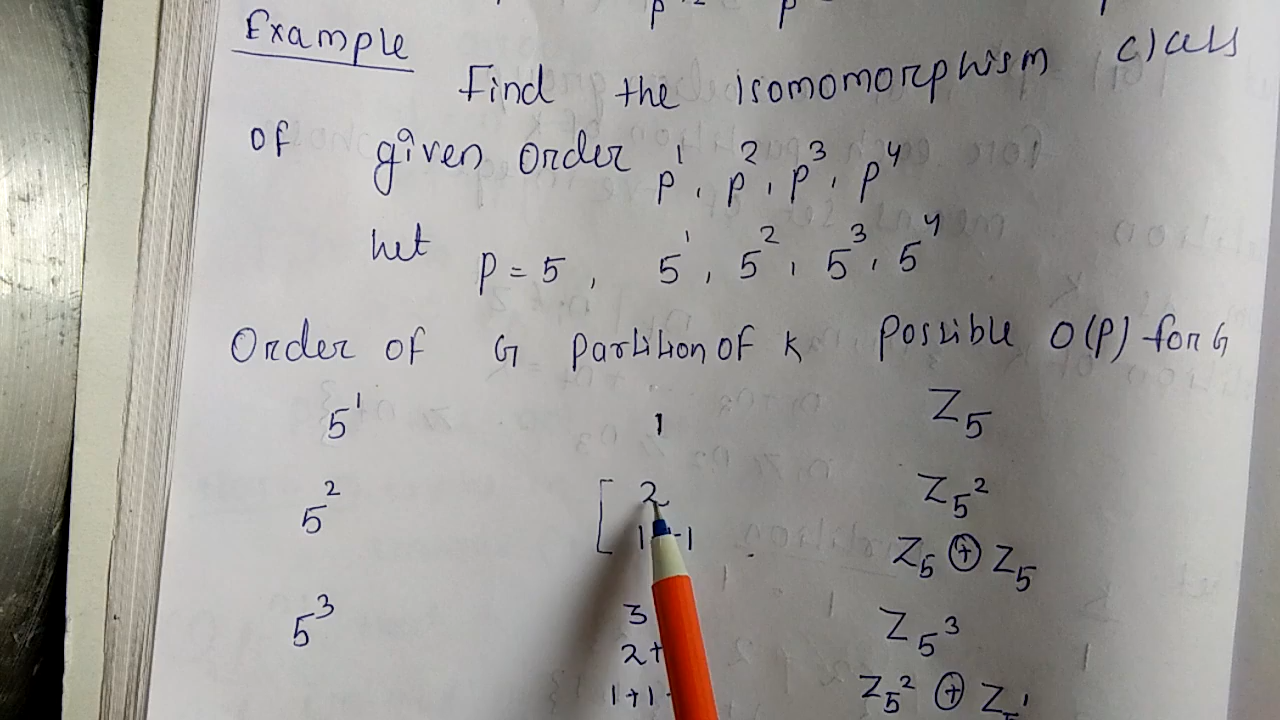 Example
Find the isomomorphism class
of given order p¹, p², p³, p⁴
Let p = 5, 5¹, 5², 5³, 5⁴
Order of G Partition of K Possible O(P) for G
5¹ 1 Z₅
5² 2 Z₅²
1+1 Z₅ ⊕ Z₅
5³ 3 Z₅³
2+ Z₅² ⊕ Z₅¹
1+1